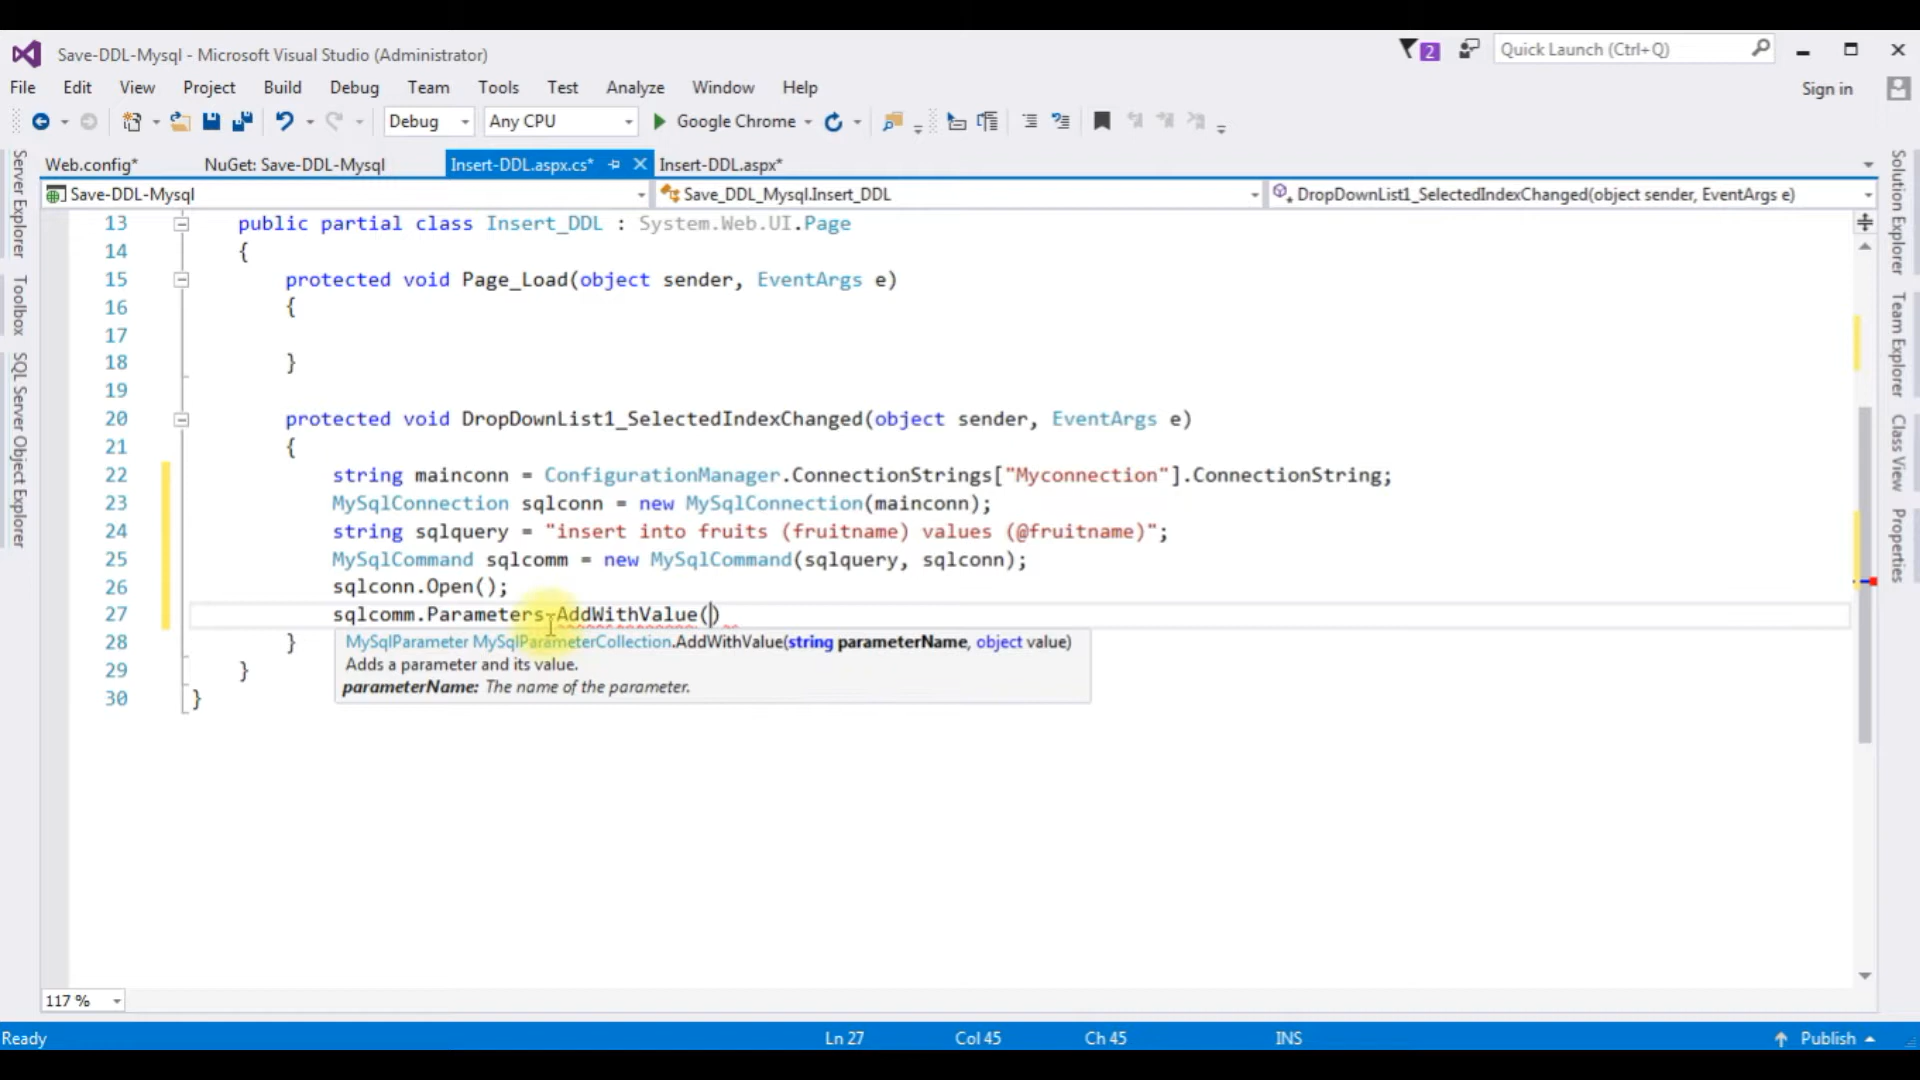 Save-DDL-Mysql - Microsoft Visual Studio (Administrator)
2
Quick Launch (Ctrl+Q)
File Edit View Project Build Debug Team Tools Test Analyze Window Help
Sign in
Debug Any CPU Google Chrome
Web.config* NuGet: Save-DDL-Mysql Insert-DDL.aspx.cs* Insert-DDL.aspx*
Save-DDL-Mysql Save_DDL_Mysql.Insert_DDL DropDownList1_SelectedIndexChanged(object sender, EventArgs e)
Server Explorer
Toolbox
SQL Server Object Explorer
13 public partial class Insert_DDL : System.Web.UI.Page
14 {
15 protected void Page_Load(object sender, EventArgs e)
16 {
17
18 }
19
20 protected void DropDownList1_SelectedIndexChanged(object sender, EventArgs e)
21 {
22 string mainconn = ConfigurationManager.ConnectionStrings["Myconnection"].ConnectionString;
23 MySqlConnection sqlconn = new MySqlConnection(mainconn);
24 string sqlquery = "insert into fruits (fruitname) values (@fruitname)";
25 MySqlCommand sqlcomm = new MySqlCommand(sqlquery, sqlconn);
26 sqlconn.Open();
27 sqlcomm.Parameters.AddWithValue()
28 }
MySqlParameter MySqlParameterCollection.AddWithValue(string parameterName, object value)
Adds a parameter and its value.
parameterName: The name of the parameter.
29 }
30 }
Solution Explorer
Team Explorer
Class View
Properties
117 %
Ready Ln 27 Col 45 Ch 45 INS Publish